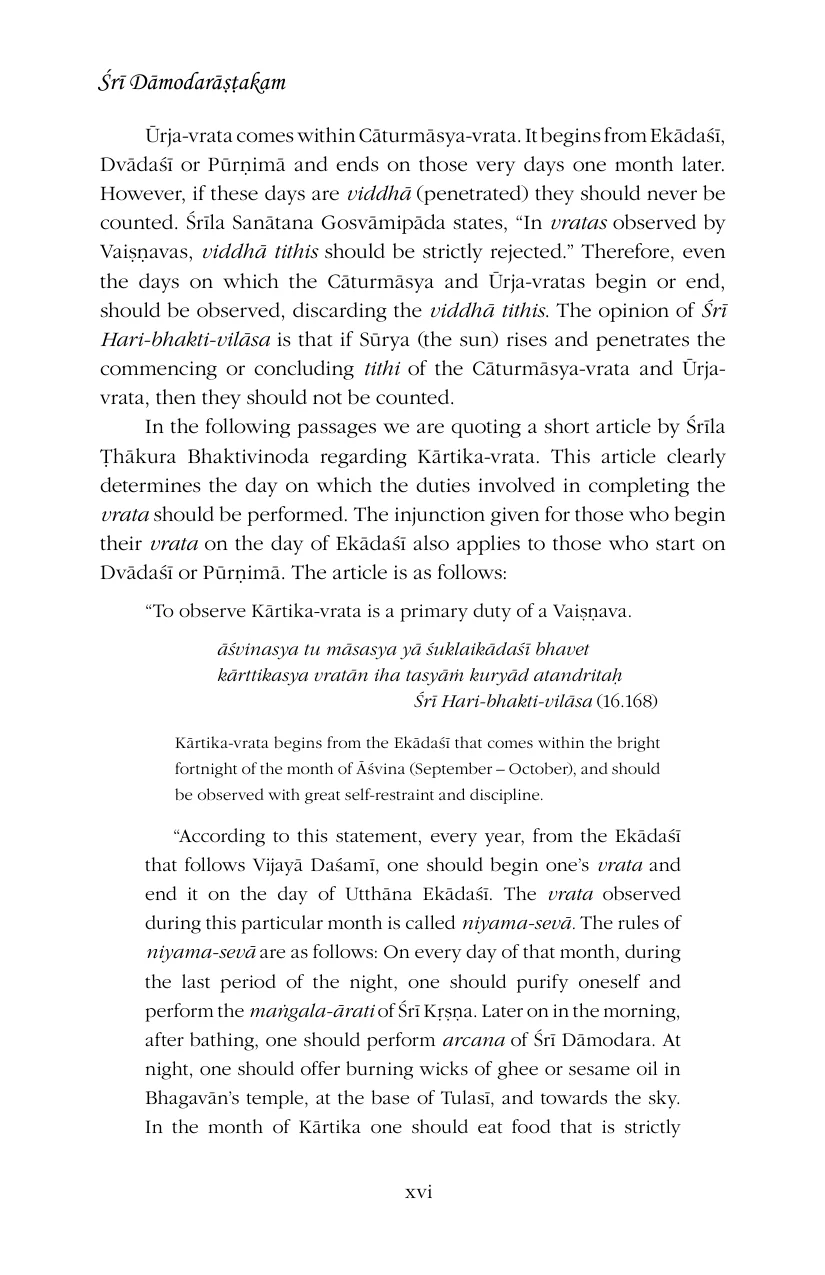 Śrī Dāmodarāṣṭakam
Ūrja-vrata comes within Cāturmāsya-vrata. It begins from Ekādaśī,
Dvādaśī or Pūrṇimā and ends on those very days one month later.
However, if these days are viddhā (penetrated) they should never be
counted. Śrīla Sanātana Gosvāmipāda states, “In vratas observed by
Vaiṣṇavas, viddhā tithis should be strictly rejected.” Therefore, even
the days on which the Cāturmāsya and Ūrja-vratas begin or end,
should be observed, discarding the viddhā tithis. The opinion of Śrī
Hari-bhakti-vilāsa is that if Sūrya (the sun) rises and penetrates the
commencing or concluding tithi of the Cāturmāsya-vrata and Ūrja-
vrata, then they should not be counted.
In the following passages we are quoting a short article by Śrīla
Ṭhākura Bhaktivinoda regarding Kārtika-vrata. This article clearly
determines the day on which the duties involved in completing the
vrata should be performed. The injunction given for those who begin
their vrata on the day of Ekādaśī also applies to those who start on
Dvādaśī or Pūrṇimā. The article is as follows:
“To observe Kārtika-vrata is a primary duty of a Vaiṣṇava.
āśvinasya tu māsasya yā śuklaikādaśī bhavet
kārttikasya vratān iha tasyāṁ kuryād atandritaḥ
Śrī Hari-bhakti-vilāsa (16.168)
Kārtika-vrata begins from the Ekādaśī that comes within the bright
fortnight of the month of Āśvina (September – October), and should
be observed with great self-restraint and discipline.
“According to this statement, every year, from the Ekādaśī
that follows Vijayā Daśamī, one should begin one’s vrata and
end it on the day of Utthāna Ekādaśī. The vrata observed
during this particular month is called niyama-sevā. The rules of
niyama-sevā are as follows: On every day of that month, during
the last period of the night, one should purify oneself and
perform the maṅgala-ārati of Śrī Kṛṣṇa. Later on in the morning,
after bathing, one should perform arcana of Śrī Dāmodara. At
night, one should offer burning wicks of ghee or sesame oil in
Bhagavān’s temple, at the base of Tulasī, and towards the sky.
In the month of Kārtika one should eat food that is strictly
xvi